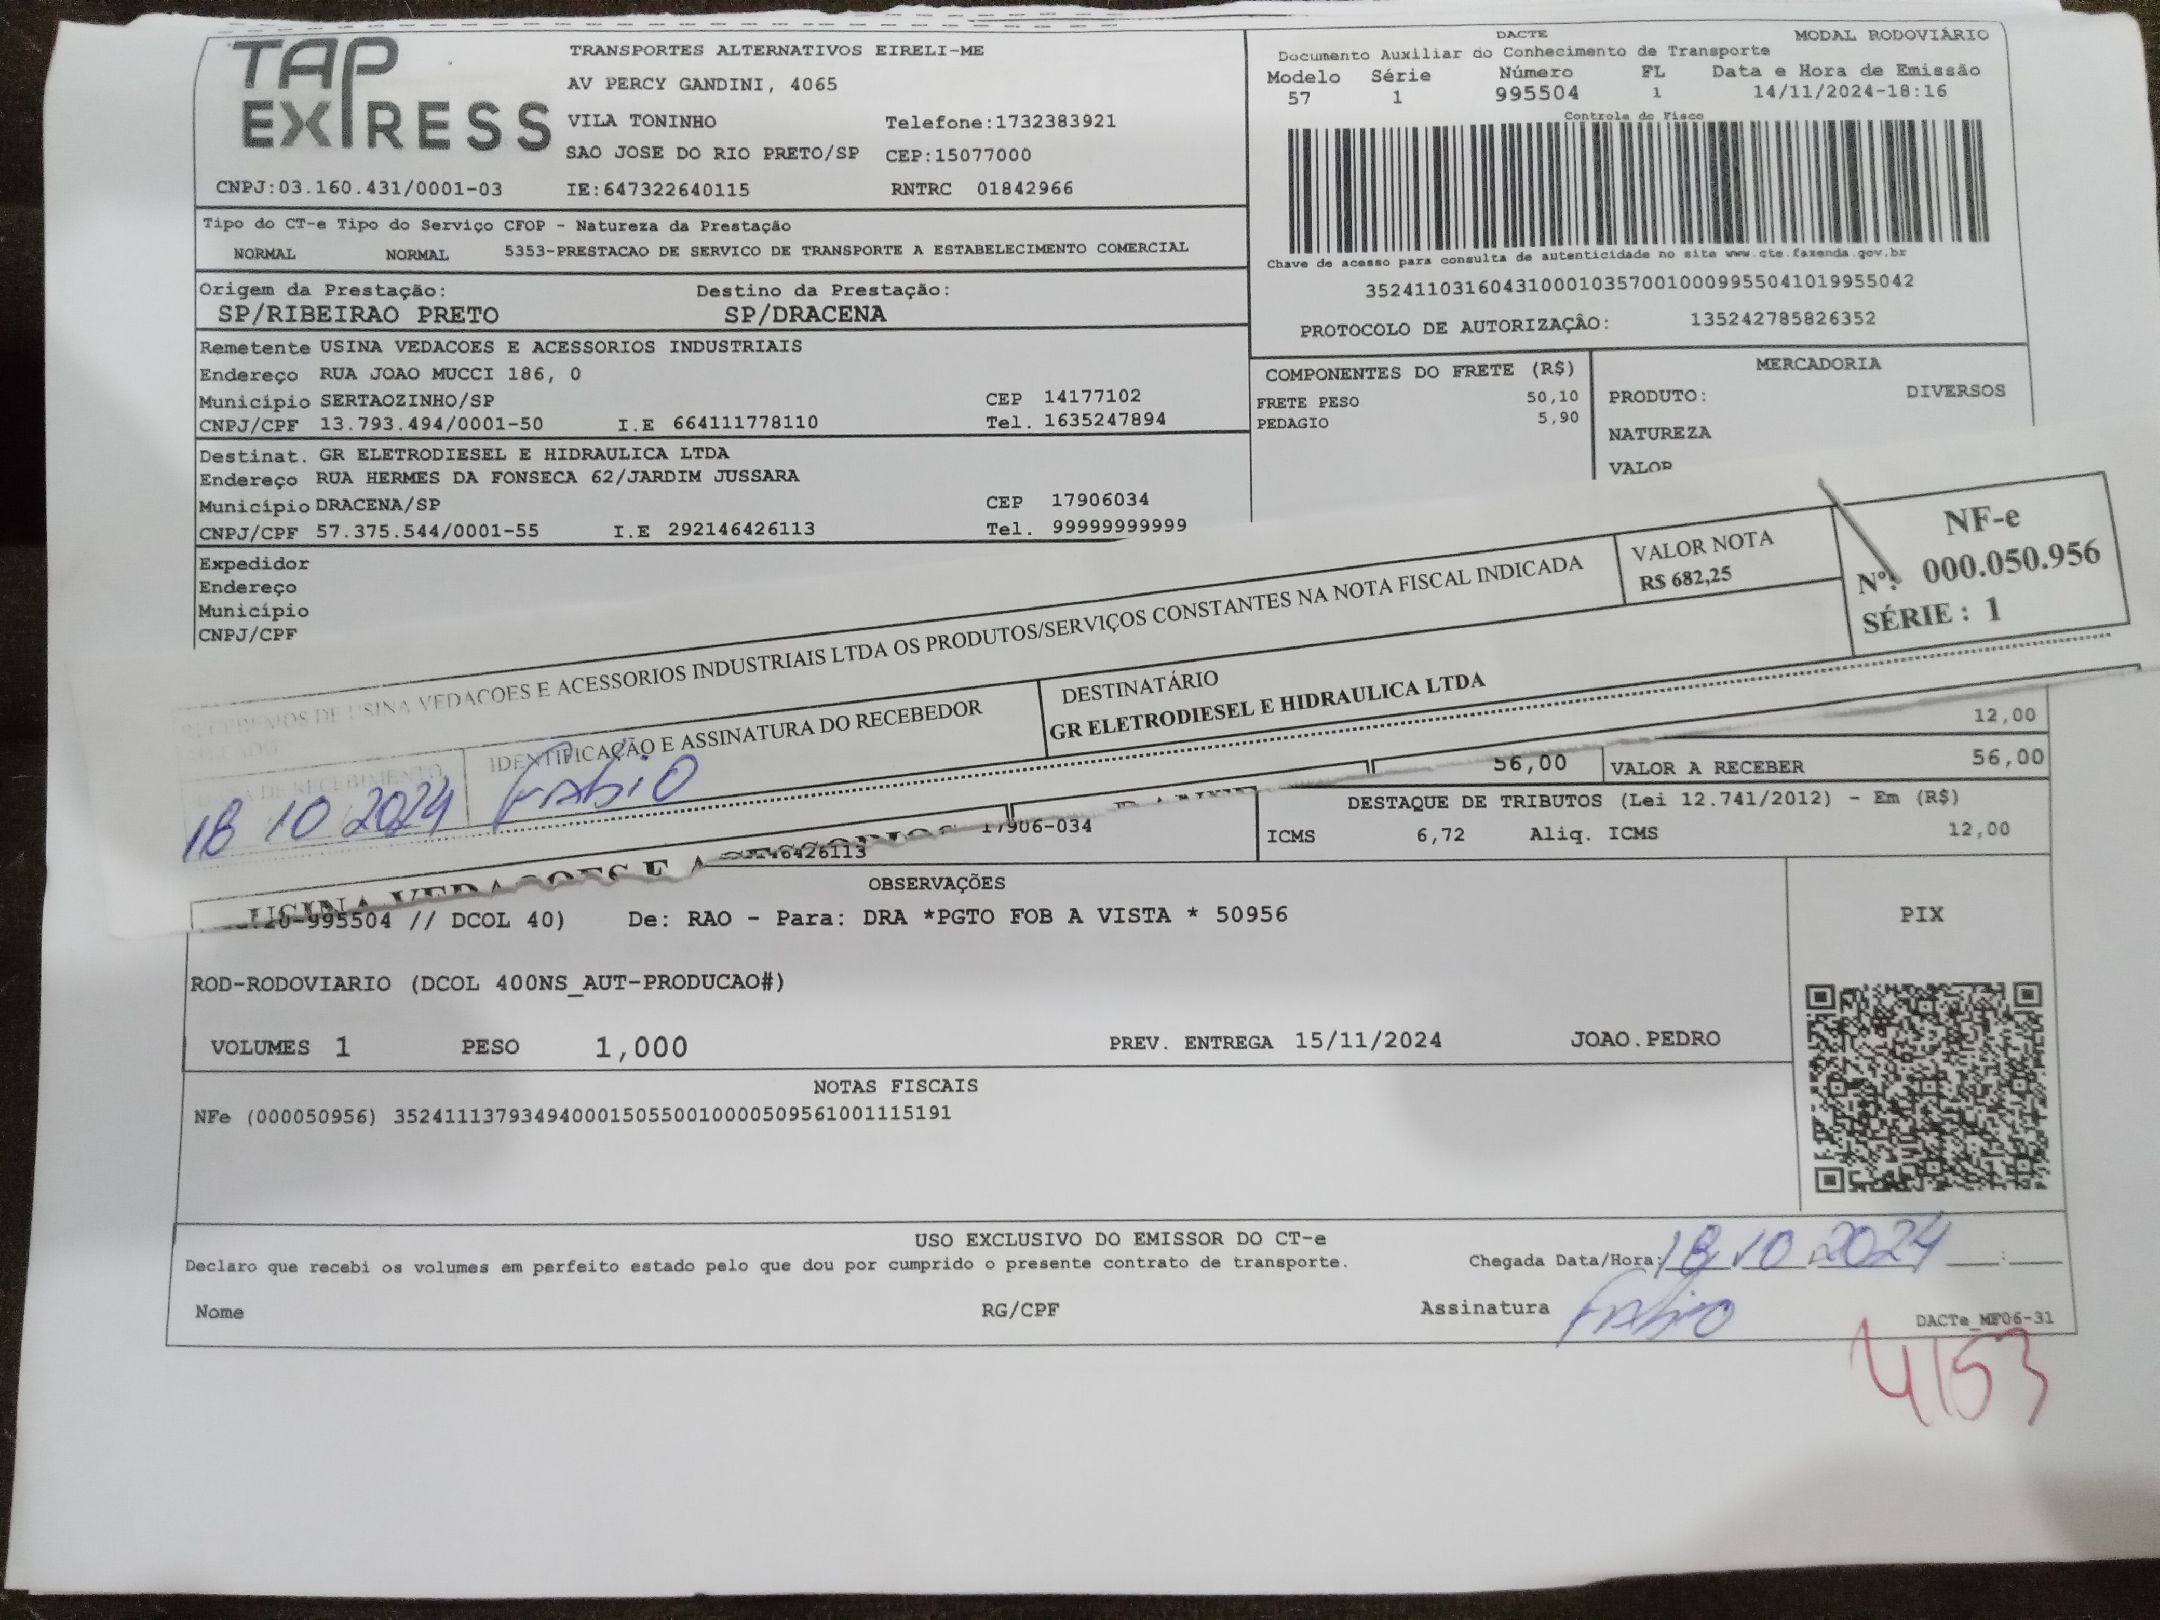 TAP EXPRESS
TRANSPORTES ALTERNATIVOS EIRELI-ME
AV PERCY GANDINI, 4065
VILA TONINHO Telefone:1732383921
SAO JOSE DO RIO PRETO/SP CEP:15077000
CNPJ:03.160.431/0001-03 IE:647322640115 RNTRC 01842966
DACTE MODAL RODOVIÁRIO
Documento Auxiliar do Conhecimento de Transporte
Modelo Série Número FL Data e Hora de Emissão
57 1 995504 1 14/11/2024-18:16
Controle do Fisco
Chave de acesso para consulta de autenticidade no site www.cte.fazenda.gov.br
35241103160431000103570010009955041019955042
PROTOCOLO DE AUTORIZAÇÂO: 135242785826352
Tipo do CT-e Tipo do Serviço CFOP - Natureza da Prestação
NORMAL NORMAL 5353-PRESTACAO DE SERVICO DE TRANSPORTE A ESTABELECIMENTO COMERCIAL
Origem da Prestação: Destino da Prestação:
SP/RIBEIRAO PRETO SP/DRACENA
Remetente USINA VEDACOES E ACESSORIOS INDUSTRIAIS
Endereço RUA JOAO MUCCI 186, 0
Município SERTAOZINHO/SP CEP 14177102
CNPJ/CPF 13.793.494/0001-50 I.E 664111778110 Tel. 1635247894
COMPONENTES DO FRETE (R$)
FRETE PESO 50,10
PEDAGIO 5,90
MERCADORIA
PRODUTO: DIVERSOS
NATUREZA
VALOR
Destinat. GR ELETRODIESEL E HIDRAULICA LTDA
Endereço RUA HERMES DA FONSECA 62/JARDIM JUSSARA
Município DRACENA/SP CEP 17906034
CNPJ/CPF 57.375.544/0001-55 I.E 292146426113 Tel. 99999999999
Expedidor
Endereço
Município
CNPJ/CPF
RECEBEMOS DE USINA VEDACOES E ACESSORIOS INDUSTRIAIS LTDA OS PRODUTOS/SERVIÇOS CONSTANTES NA NOTA FISCAL INDICADA
VALOR NOTA
R$ 682,25
NF-e
Nº: 000.050.956
SÉRIE : 1
DATA DE RECEBIMENTO
18 10 2024
IDENTIFICAÇÃO E ASSINATURA DO RECEBEDOR
Fabio
DESTINATÁRIO
GR ELETRODIESEL E HIDRAULICA LTDA
12,00
56,00 VALOR A RECEBER 56,00
DESTAQUE DE TRIBUTOS (Lei 12.741/2012) - Em (R$)
ICMS 6,72 Aliq. ICMS 12,00
17906-034
46426113
USINA VEDACOES E ACESSORIOS
OBSERVAÇÕES
-995504 // DCOL 40) De: RAO - Para: DRA *PGTO FOB A VISTA * 50956
PIX
ROD-RODOVIARIO (DCOL 400NS_AUT-PRODUCAO#)
VOLUMES 1 PESO 1,000 PREV. ENTREGA 15/11/2024 JOAO.PEDRO
NOTAS FISCAIS
NFe (000050956) 35241113793494000150550010000509561001115191
USO EXCLUSIVO DO EMISSOR DO CT-e
Declaro que recebi os volumes em perfeito estado pelo que dou por cumprido o presente contrato de transporte.
Chegada Data/Hora: 18 10 2024 :
Nome RG/CPF Assinatura Fabio
DACTe_MF06-31
4153